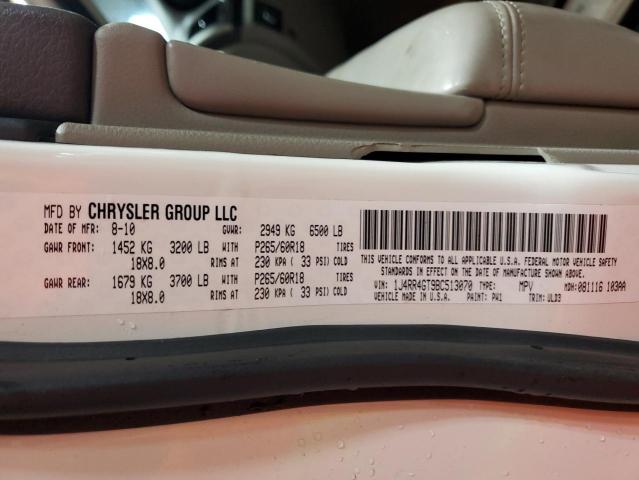 MFD BY CHRYSLER GROUP LLC
DATE OF MFR: 8-10 GVWR: 2949 KG 6500 LB
GAWR FRONT: 1452 KG 3200 LB WITH P265/60R18 TIRES
18X8.0 RIMS AT 230 KPA ( 33 PSI) COLD
GAWR REAR: 1679 KG 3700 LB WITH P265/60R18 TIRES
18X8.0 RIMS AT 230 KPA ( 33 PSI) COLD
THIS VEHICLE CONFORMS TO ALL APPLICABLE U.S.A. FEDERAL MOTOR VEHICLE SAFETY
STANDARDS IN EFFECT ON THE DATE OF MANUFACTURE SHOWN ABOVE.
VIN: 1J4RR4GT9BC513070 TYPE: MPV MDH: 081116 103AA
VEHICLE MADE IN U.S.A. PAINT: PW1 TRIM: ULD3